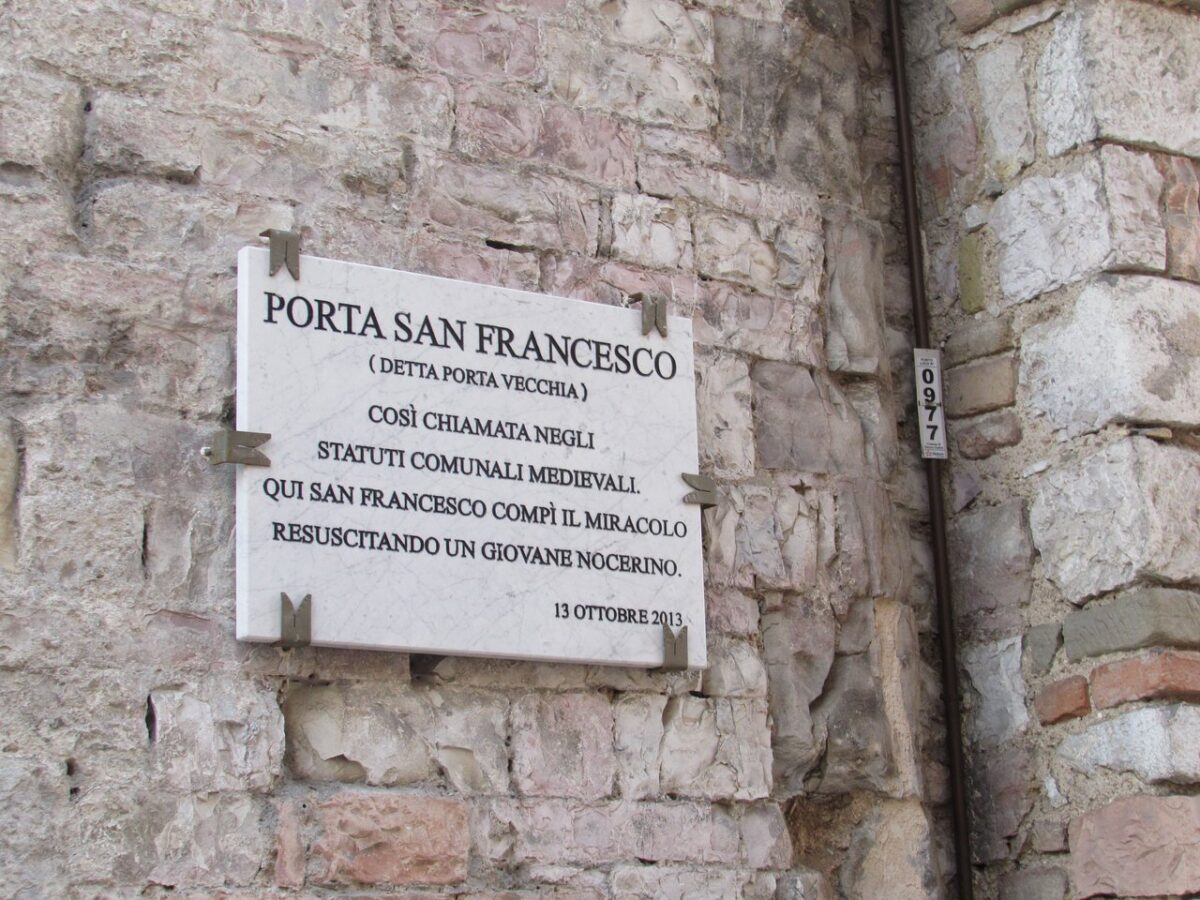 PORTA SAN FRANCESCO
( DETTA PORTA VECCHIA )
COSÌ CHIAMATA NEGLI
STATUTI COMUNALI MEDIEVALI.
QUI SAN FRANCESCO COMPÌ IL MIRACOLO
RESUSCITANDO UN GIOVANE NOCERINO.
13 OTTOBRE 2013
0977